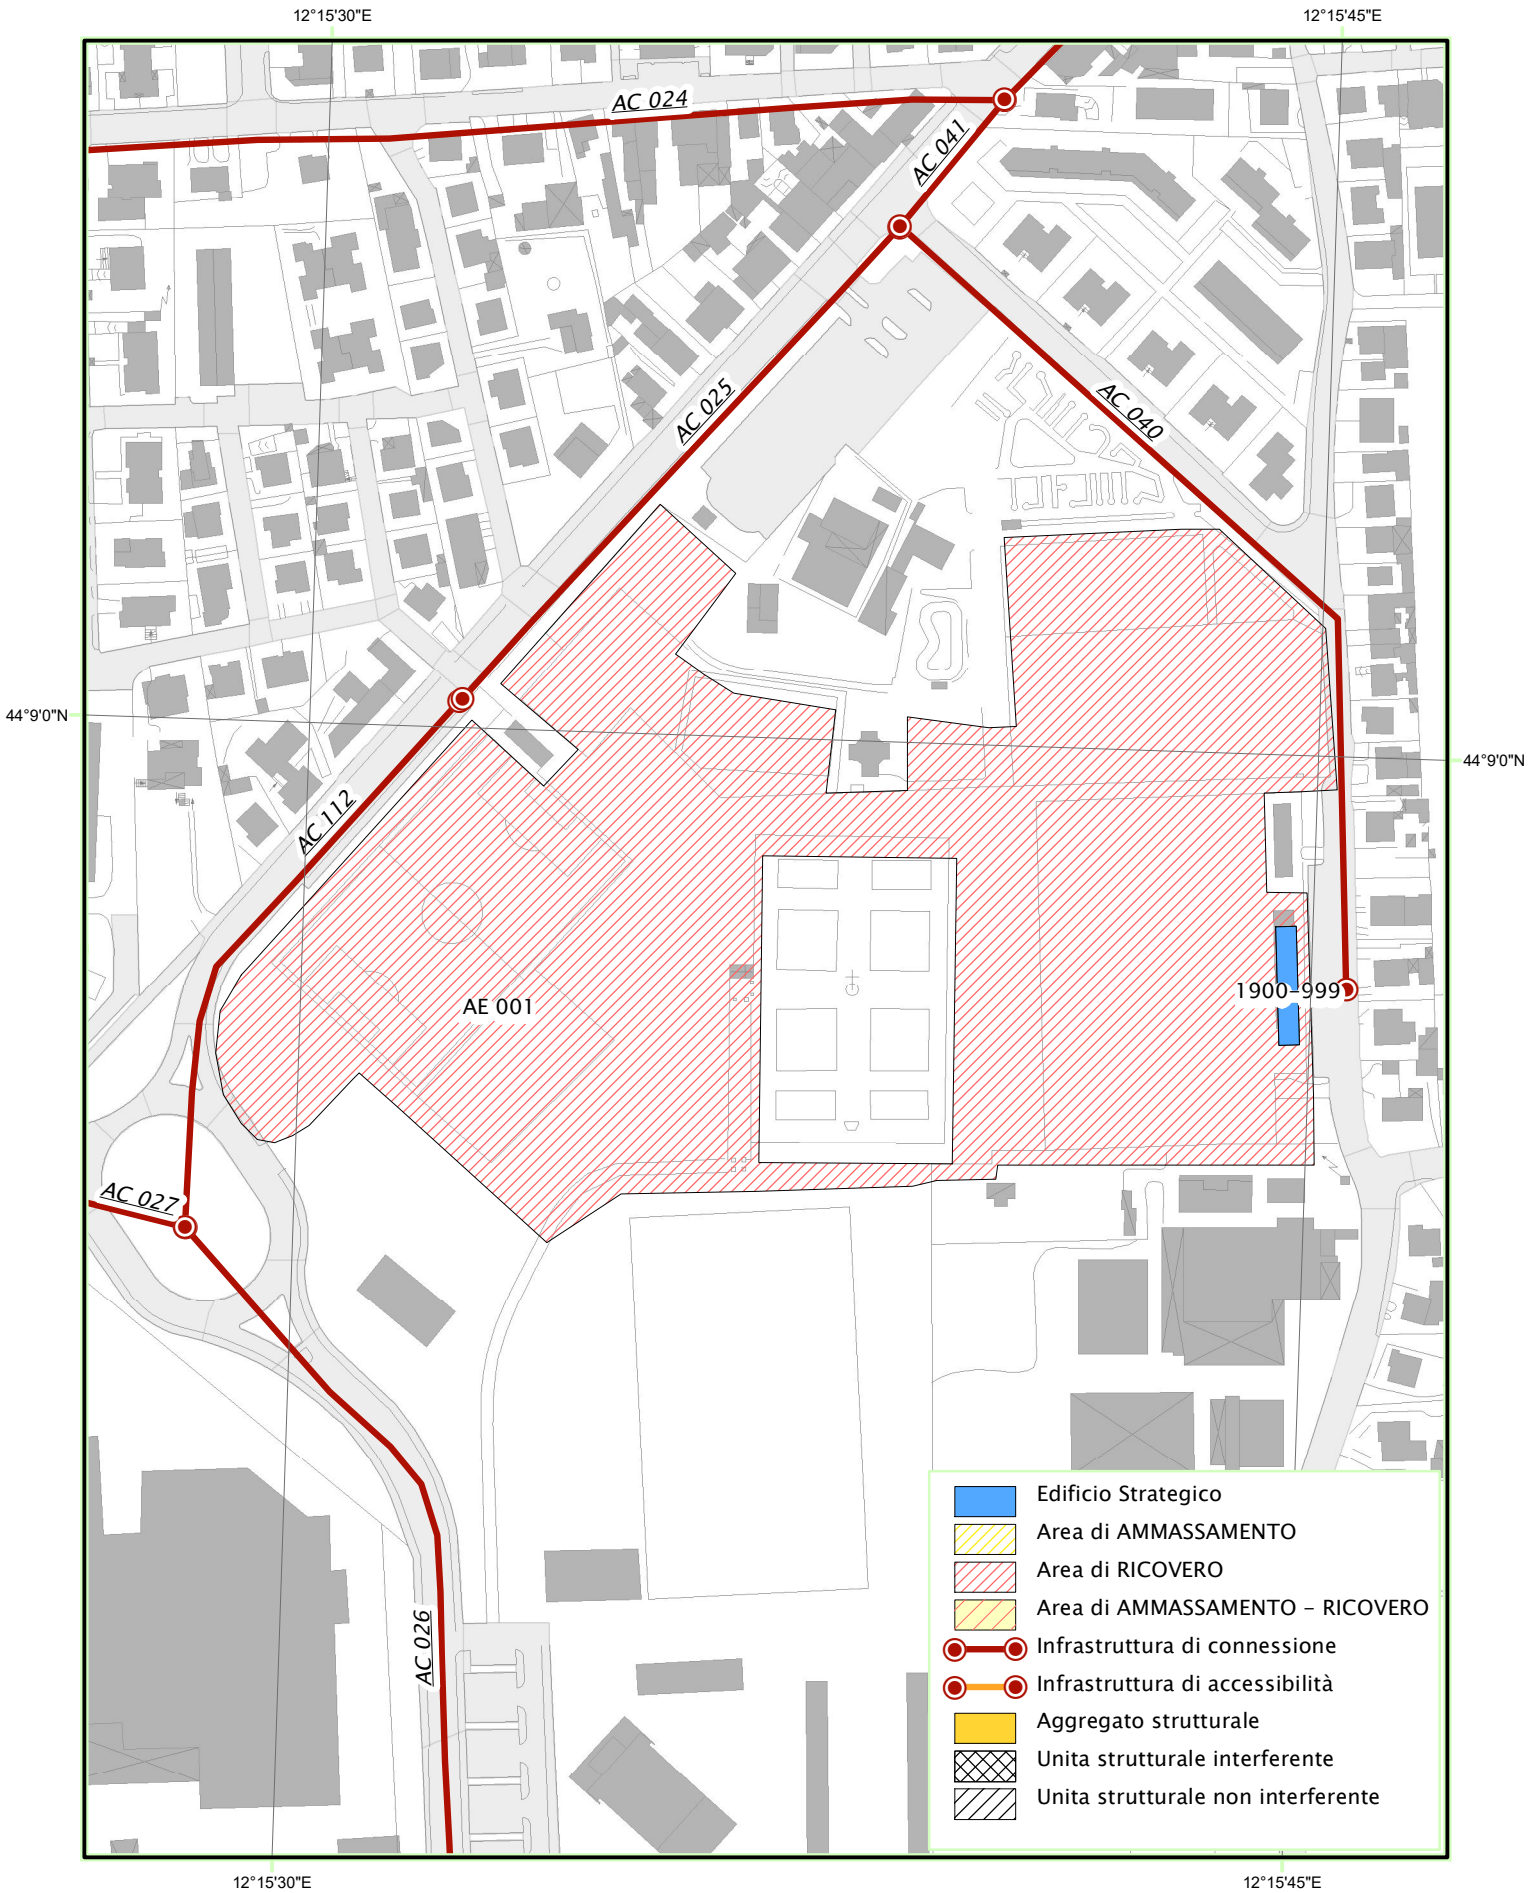 12°15'30"E
12°15'45"E
AC 024
AC 041
AC 025
AC 040
44°9'0"N
44°9'0"N
AC 112
AE 001
1900-999
AC 027
AC 026
Edificio Strategico
Area di AMMASSAMENTO
Area di RICOVERO
Area di AMMASSAMENTO - RICOVERO
Infrastruttura di connessione
Infrastruttura di accessibilità
Aggregato strutturale
Unita strutturale interferente
Unita strutturale non interferente
12°15'30"E
12°15'45"E